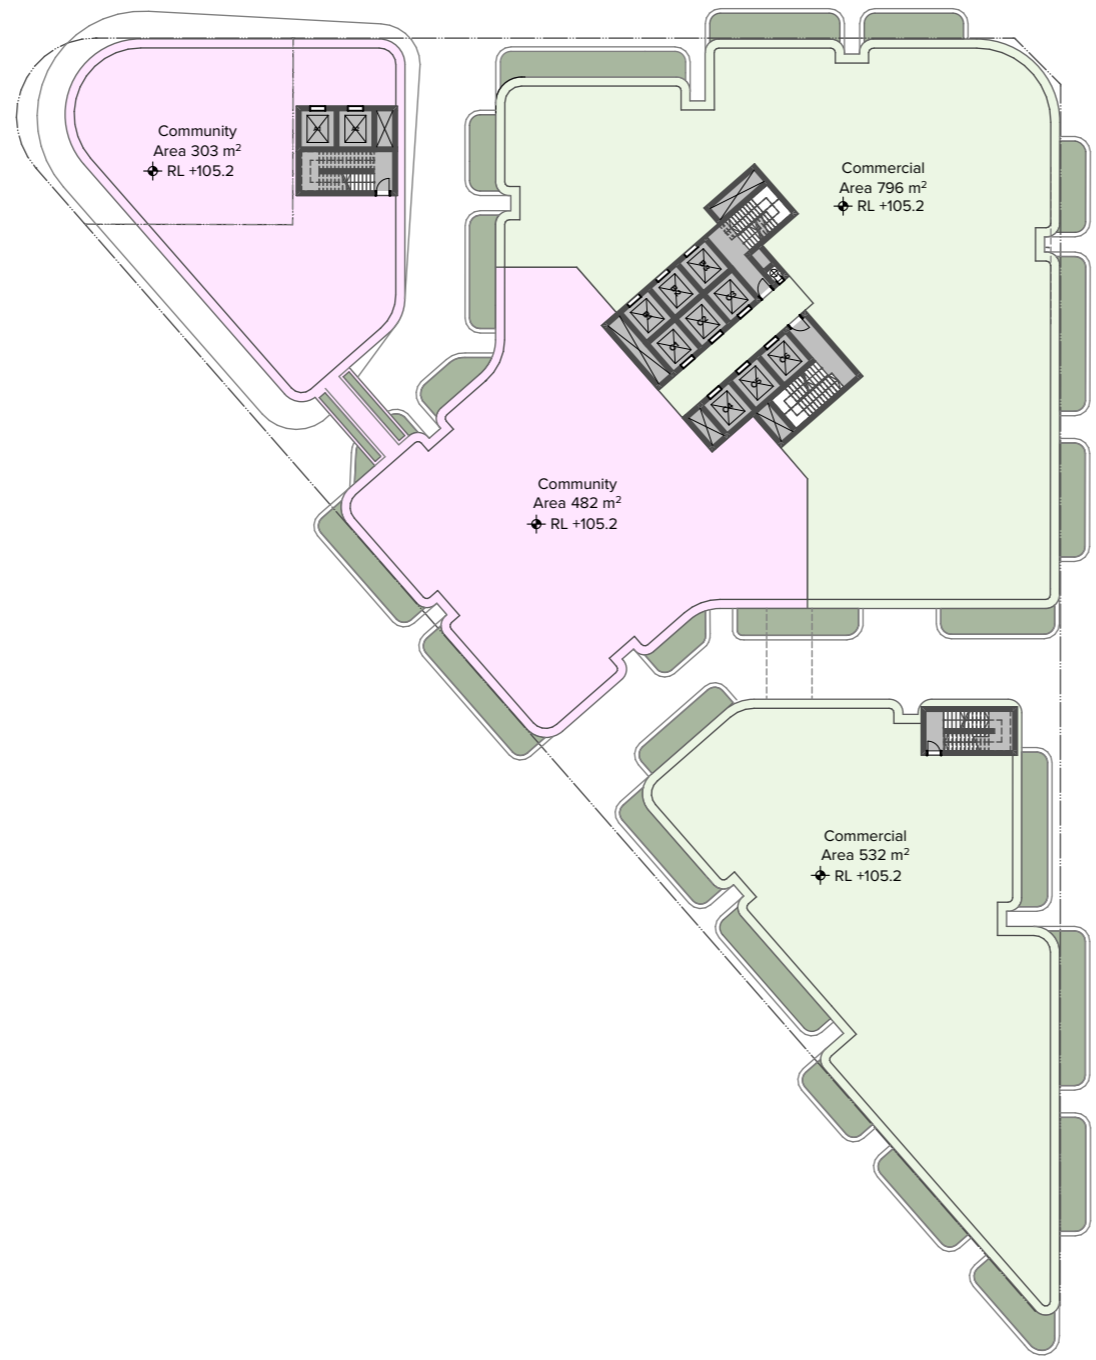 Community
Area 303 m²
RL +105.2
Commercial
Area 796 m²
RL +105.2
Community
Area 482 m²
RL +105.2
Commercial
Area 532 m²
RL +105.2